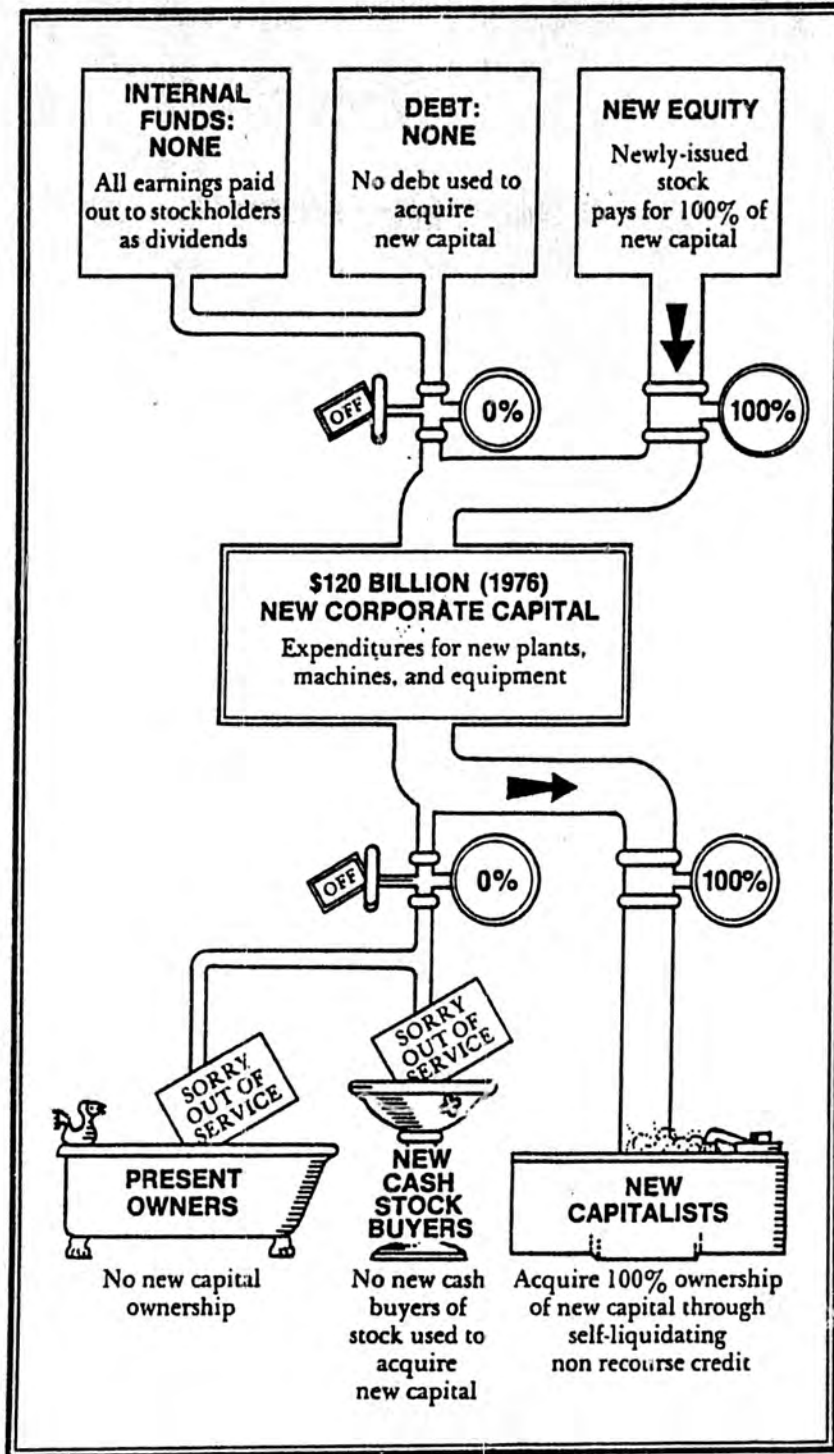 INTERNAL
FUNDS:
NONE
All earnings paid
out to stockholders
as dividends
DEBT:
NONE
No debt used to
acquire
new capital
NEW EQUITY
Newly-issued
stock
pays for 100% of
new capital
OFF
0%
100%
$120 BILLION (1976)
NEW CORPORATE CAPITAL
Expenditures for new plants,
machines, and equipment
OFF
0%
100%
SORRY
OUT OF
SERVICE
SORRY
OUT OF
SERVICE
PRESENT
OWNERS
No new capital
ownership
NEW
CASH
STOCK
BUYERS
No new cash
buyers of
stock used to
acquire
new capital
NEW
CAPITALISTS
Acquire 100% ownership
of new capital through
self-liquidating
non recourse credit